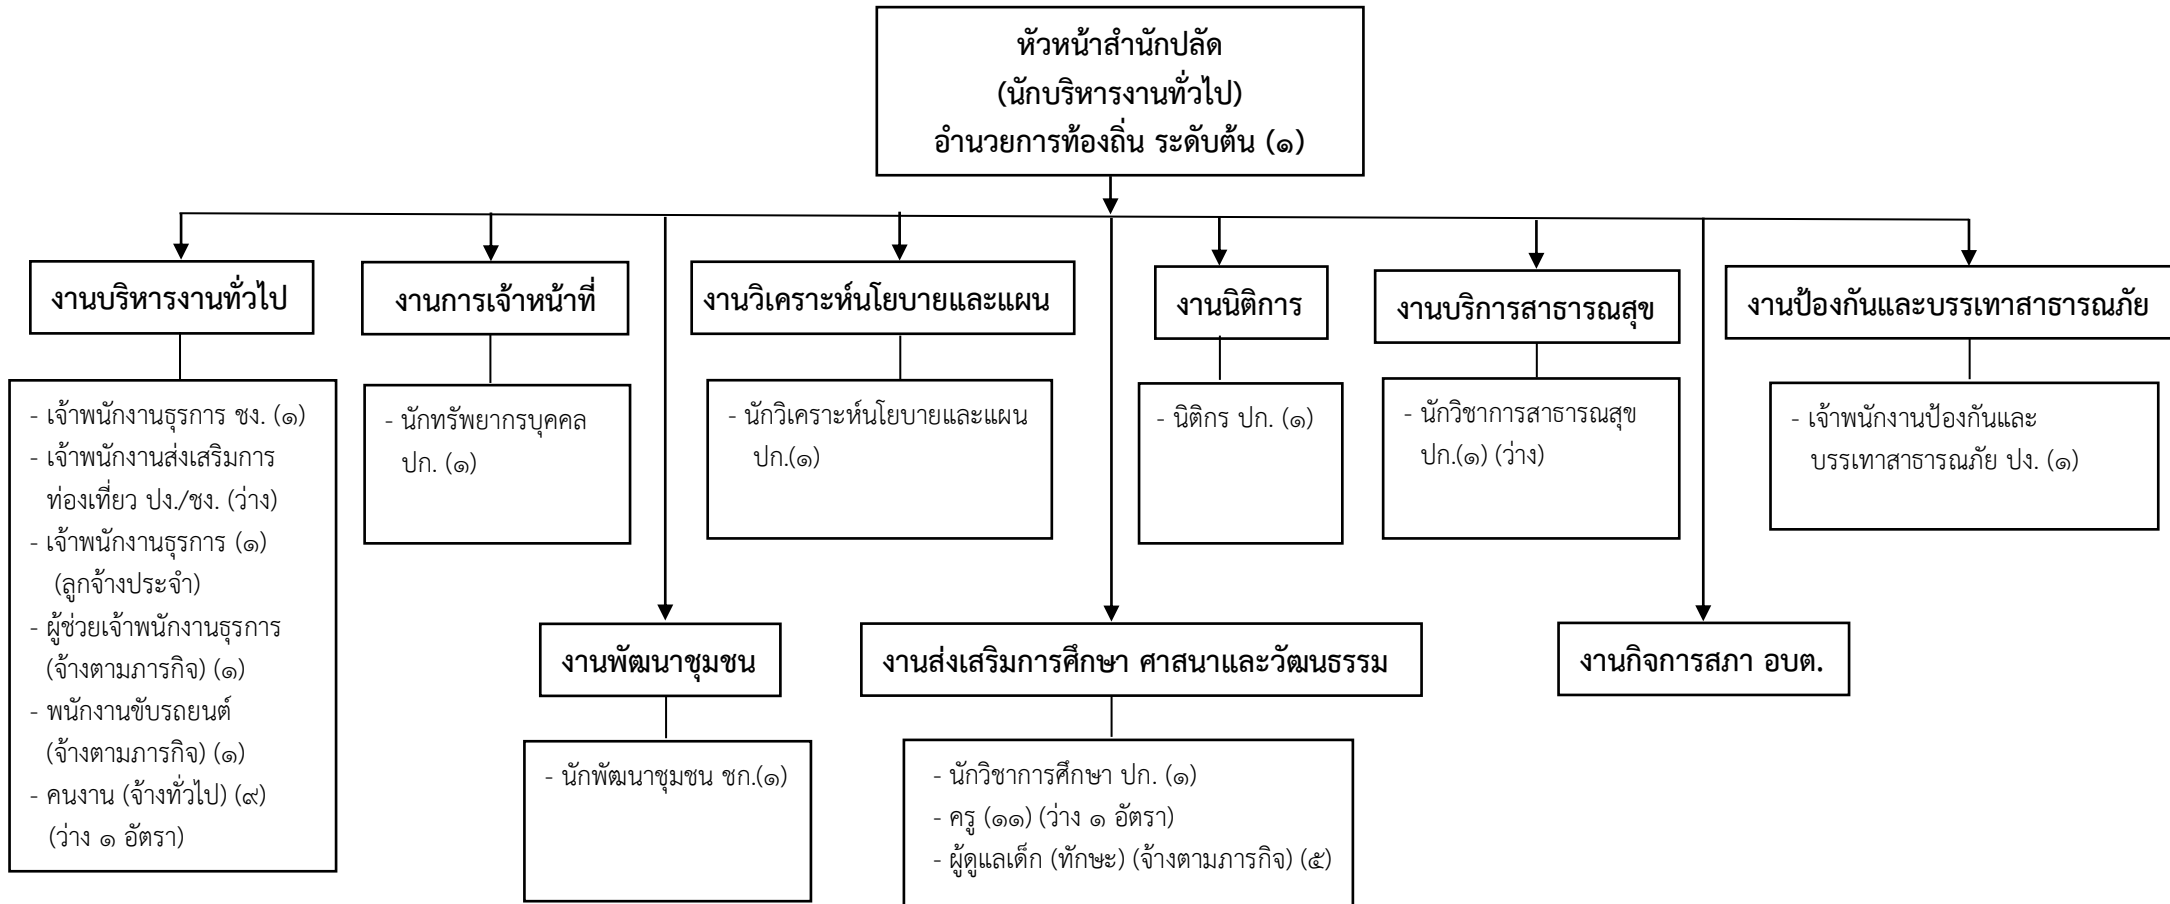 หัวหน้าสำนักปลัด
(นักบริหารงานทั่วไป)
อำนวยการท้องถิ่น ระดับต้น (๑)
งานบริหารงานทั่วไป
งานการเจ้าหน้าที่
งานวิเคราะห์นโยบายและแผน
งานนิติการ
งานบริการสาธารณสุข
งานป้องกันและบรรเทาสาธารณภัย
- เจ้าพนักงานธุรการ ชง. (๑)
- เจ้าพนักงานส่งเสริมการ
ท่องเที่ยว ปง./ชง. (ว่าง)
- เจ้าพนักงานธุรการ (๑)
(ลูกจ้างประจำ)
- ผู้ช่วยเจ้าพนักงานธุรการ
(จ้างตามภารกิจ) (๑)
- พนักงานขับรถยนต์
(จ้างตามภารกิจ) (๑)
- คนงาน (จ้างทั่วไป) (๙)
(ว่าง ๑ อัตรา)
- นักทรัพยากรบุคคล
ปก. (๑)
- นักวิเคราะห์นโยบายและแผน
ปก.(๑)
- นิติกร ปก. (๑)
- นักวิชาการสาธารณสุข
ปก.(๑) (ว่าง)
- เจ้าพนักงานป้องกันและ
บรรเทาสาธารณภัย ปง. (๑)
งานพัฒนาชุมชน
งานส่งเสริมการศึกษา ศาสนาและวัฒนธรรม
งานกิจการสภา อบต.
- นักพัฒนาชุมชน ชก.(๑)
- นักวิชาการศึกษา ปก. (๑)
- ครู (๑๑) (ว่าง ๑ อัตรา)
- ผู้ดูแลเด็ก (ทักษะ) (จ้างตามภารกิจ) (๕)